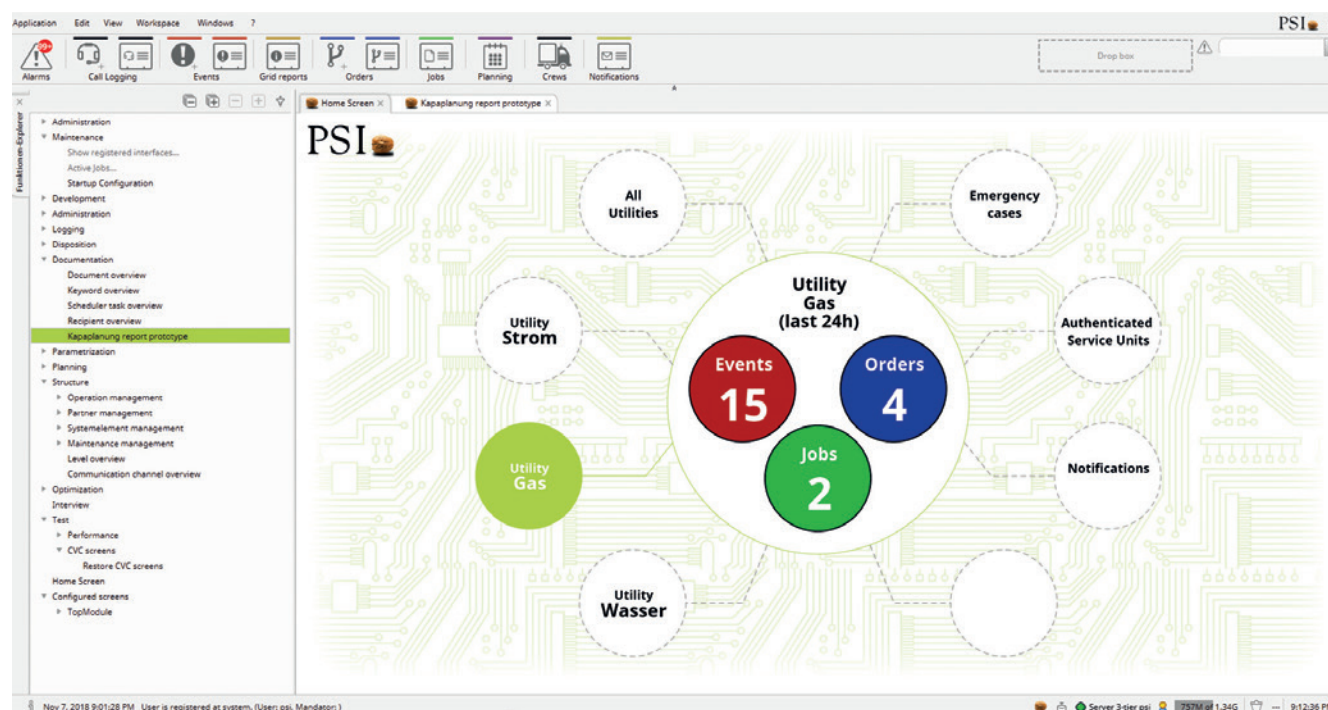 Application Edit View Workspace Windows ?
PSI
99+
Alarms Call Logging Events Grid reports Orders Jobs Planning Crews Notifications
Drop box
Funktionen-Explorer
Home Screen
Kapaplanung report prototype
Administration
Maintenance
Show registered interfaces...
Active Jobs...
Startup Configuration
Development
Administration
Logging
Disposition
Documentation
Document overview
Keyword overview
Scheduler task overview
Recipient overview
Kapaplanung report prototype
Parametrization
Planning
Structure
Operation management
Partner management
Systemelement management
Maintenance management
Level overview
Communication channel overview
Optimization
Interview
Test
Performance
CVC screens
Restore CVC screens
Home Screen
Configured screens
TopModule
PSI
All
Utilities
Emergency
cases
Utility
Strom
Utility
Gas
(last 24h)
Authenticated
Service Units
Events
15
Orders
4
Jobs
2
Utility
Gas
Notifications
Utility
Wasser
Nov 7, 2018 9:01:28 PM User is registered at system. (User: psi, Mandator: )
Server 3-tier psi 757M of 1,34G 9:12:36 PM